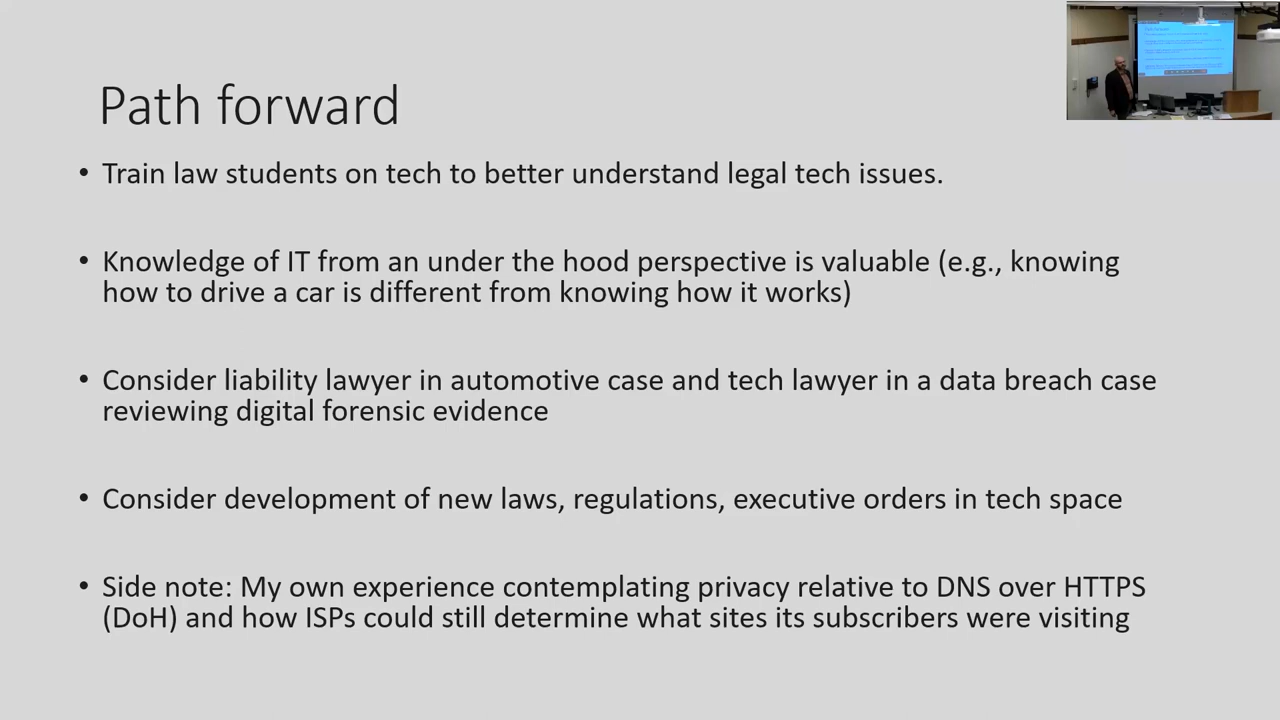 Path forward
• Train law students on tech to better understand legal tech issues.
• Knowledge of IT from an under the hood perspective is valuable (e.g., knowing
how to drive a car is different from knowing how it works)
• Consider liability lawyer in automotive case and tech lawyer in a data breach case
reviewing digital forensic evidence
• Consider development of new laws, regulations, executive orders in tech space
• Side note: My own experience contemplating privacy relative to DNS over HTTPS
(DoH) and how ISPs could still determine what sites its subscribers were visiting